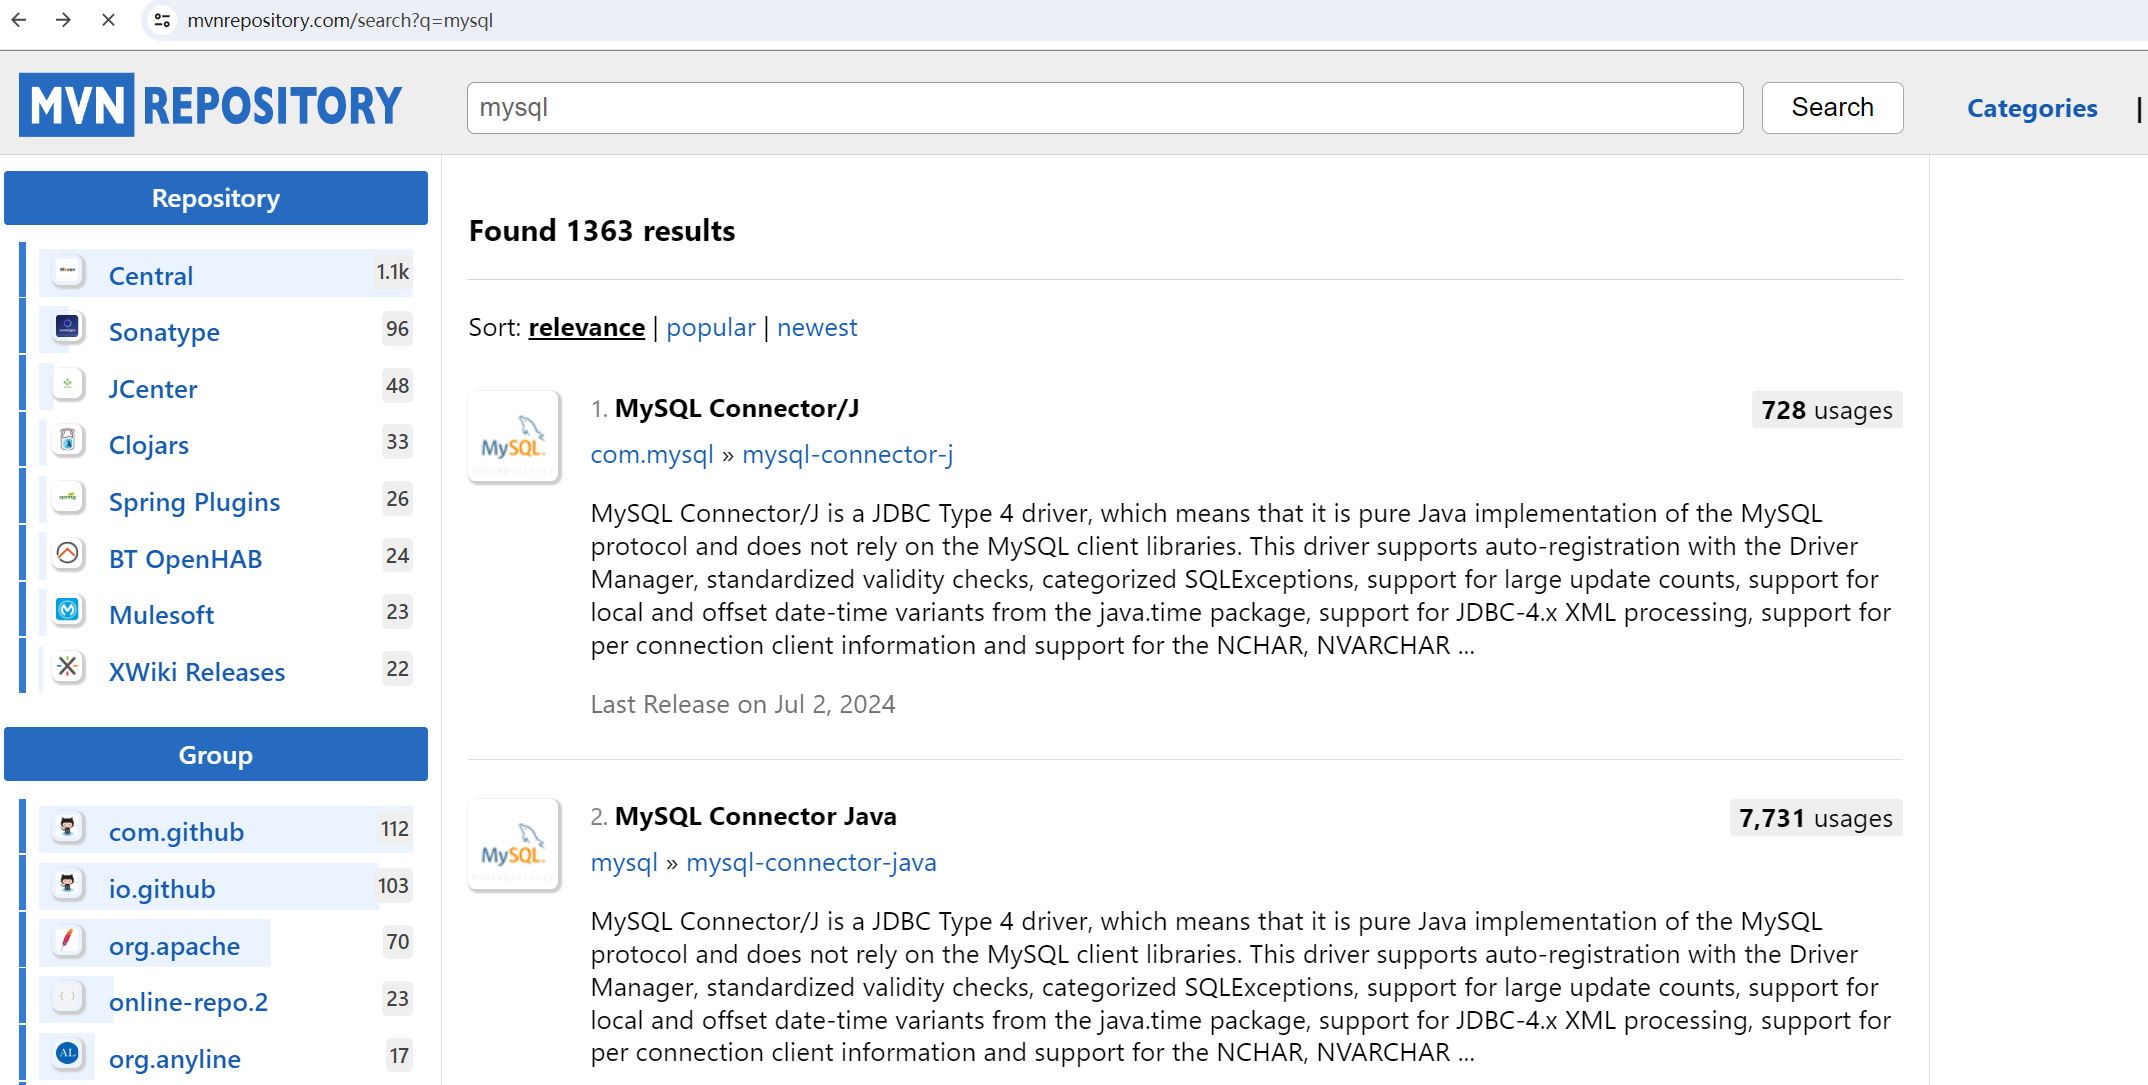 mvnrepository.com/search?q=mysql
MVN REPOSITORY
mysql
Search
Categories |
Repository
Central 1.1k
Sonatype 96
JCenter 48
Clojars 33
Spring Plugins 26
BT OpenHAB 24
Mulesoft 23
XWiki Releases 22
Group
com.github 112
io.github 103
org.apache 70
online-repo.2 23
org.anyline 17
Found 1363 results
Sort: relevance | popular | newest
MySQL
1. MySQL Connector/J
728 usages
com.mysql » mysql-connector-j
MySQL Connector/J is a JDBC Type 4 driver, which means that it is pure Java implementation of the MySQL
protocol and does not rely on the MySQL client libraries. This driver supports auto-registration with the Driver
Manager, standardized validity checks, categorized SQLExceptions, support for large update counts, support for
local and offset date-time variants from the java.time package, support for JDBC-4.x XML processing, support for
per connection client information and support for the NCHAR, NVARCHAR ...
Last Release on Jul 2, 2024
MySQL
2. MySQL Connector Java
7,731 usages
mysql » mysql-connector-java
MySQL Connector/J is a JDBC Type 4 driver, which means that it is pure Java implementation of the MySQL
protocol and does not rely on the MySQL client libraries. This driver supports auto-registration with the Driver
Manager, standardized validity checks, categorized SQLExceptions, support for large update counts, support for
local and offset date-time variants from the java.time package, support for JDBC-4.x XML processing, support for
per connection client information and support for the NCHAR, NVARCHAR ...